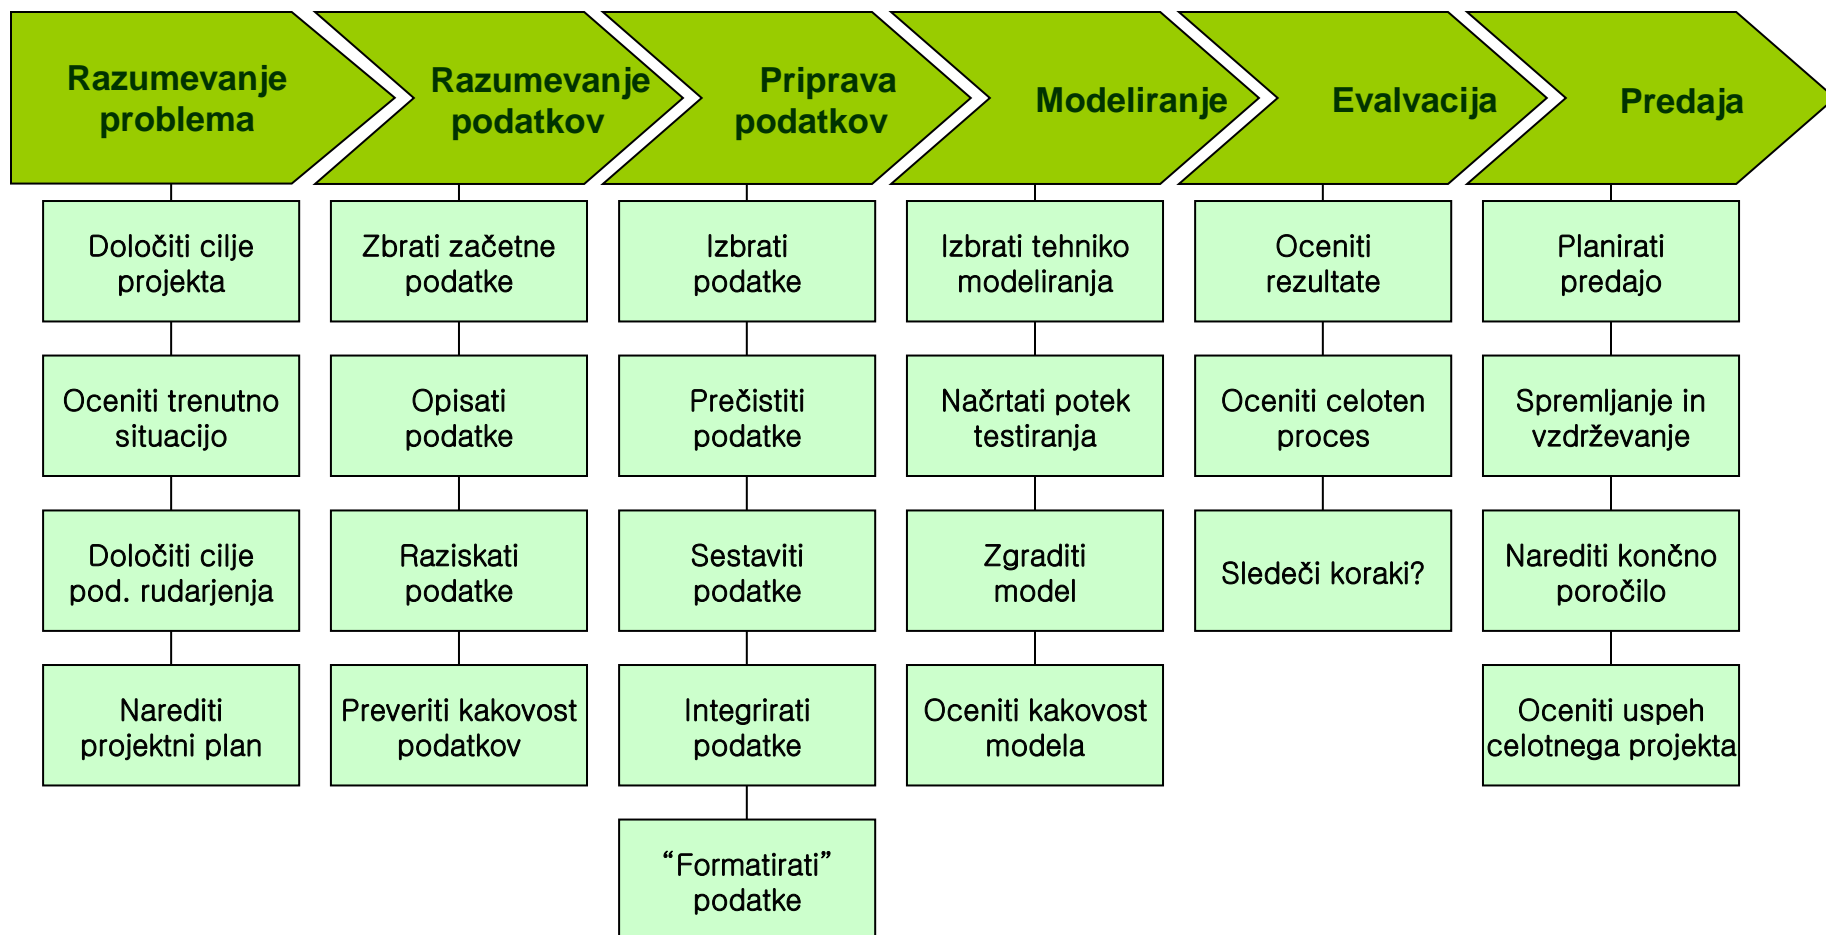 Razumevanje
problema
Razumevanje
podatkov
Priprava
podatkov
Modeliranje
Evalvacija
Predaja
Določiti cilje
projekta
Oceniti trenutno
situacijo
Določiti cilje
pod. rudarjenja
Narediti
projektni plan
Zbrati začetne
podatke
Opisati
podatke
Raziskati
podatke
Preveriti kakovost
podatkov
Izbrati
podatke
Prečistiti
podatke
Sestaviti
podatke
Integrirati
podatke
“Formatirati”
podatke
Izbrati tehniko
modeliranja
Načrtati potek
testiranja
Zgraditi
model
Oceniti kakovost
modela
Oceniti
rezultate
Oceniti celoten
proces
Sledeči koraki?
Planirati
predajo
Spremljanje in
vzdrževanje
Narediti končno
poročilo
Oceniti uspeh
celotnega projekta